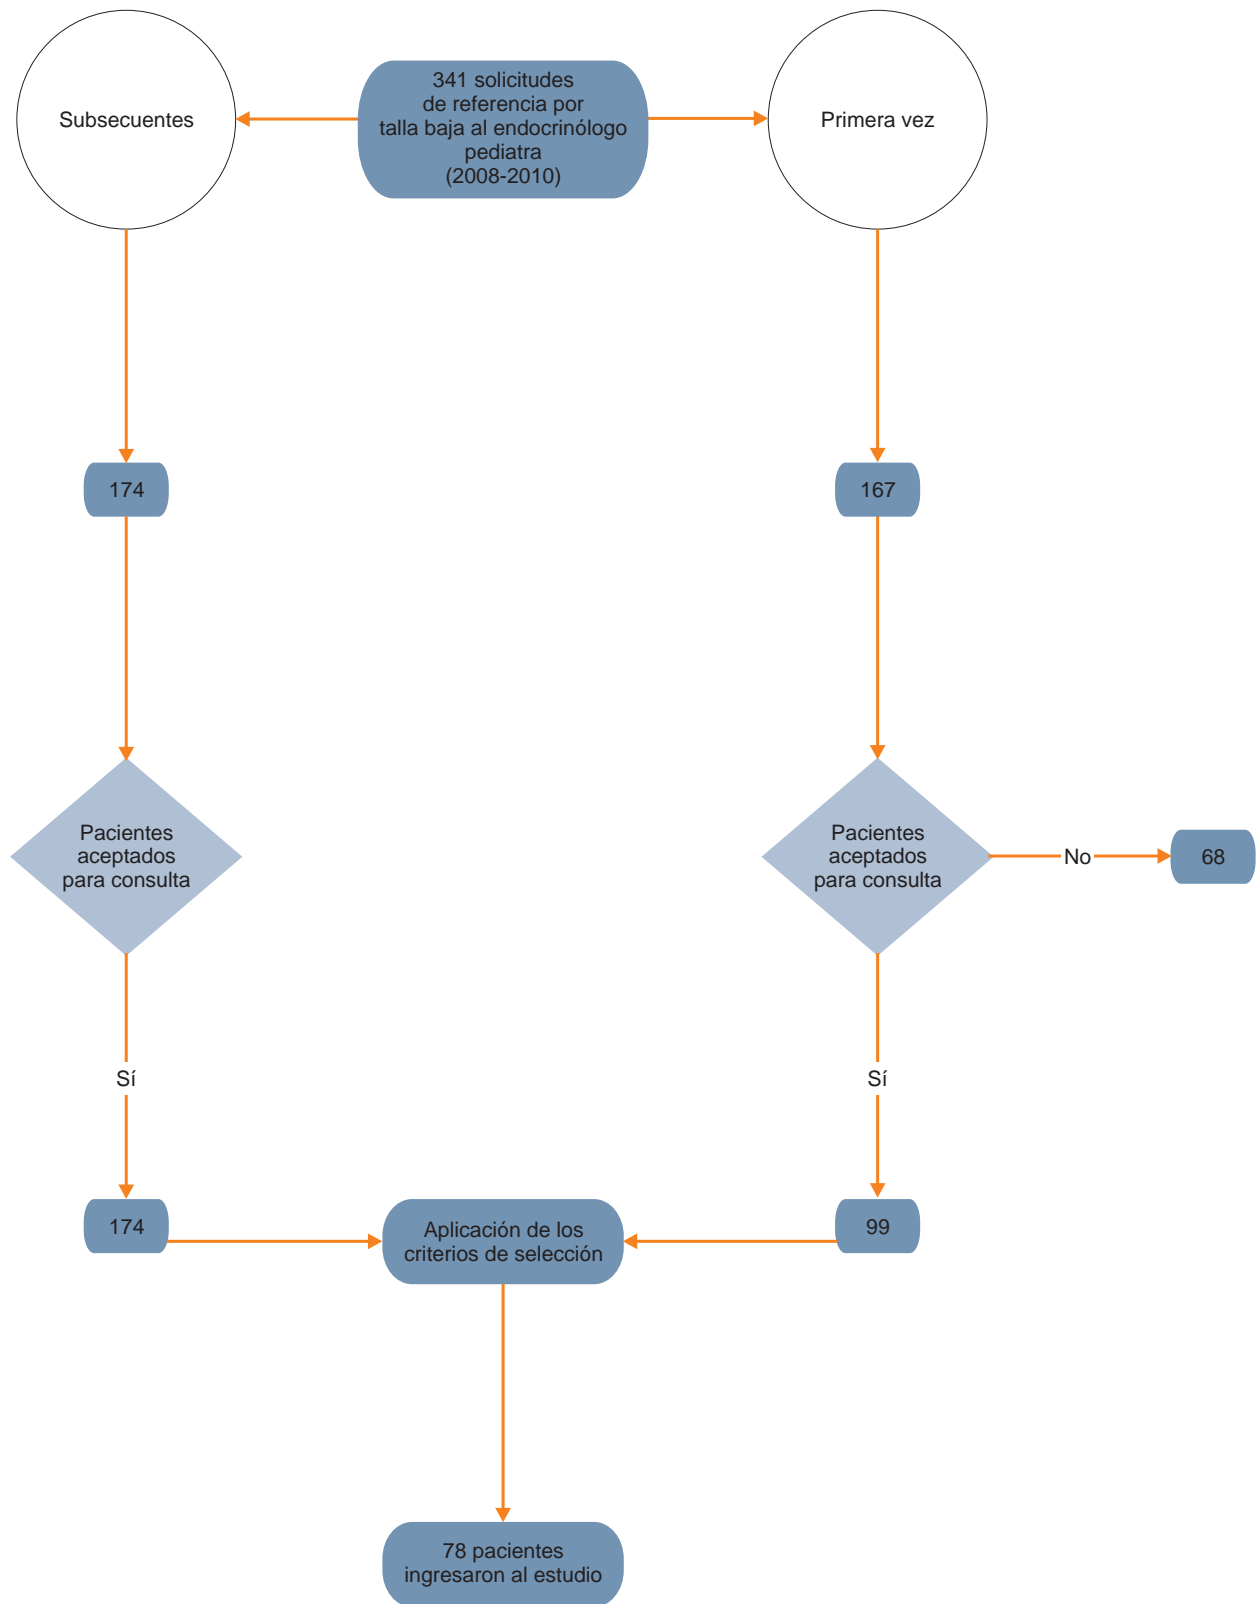 Subsecuentes
341 solicitudes
de referencia por
talla baja al endocrinólogo
pediatra
(2008-2010)
Primera vez
174
167
Pacientes
aceptados
para consulta
Pacientes
aceptados
para consulta
No
68
Sí
Sí
174
Aplicación de los
criterios de selección
99
78 pacientes
ingresaron al estudio